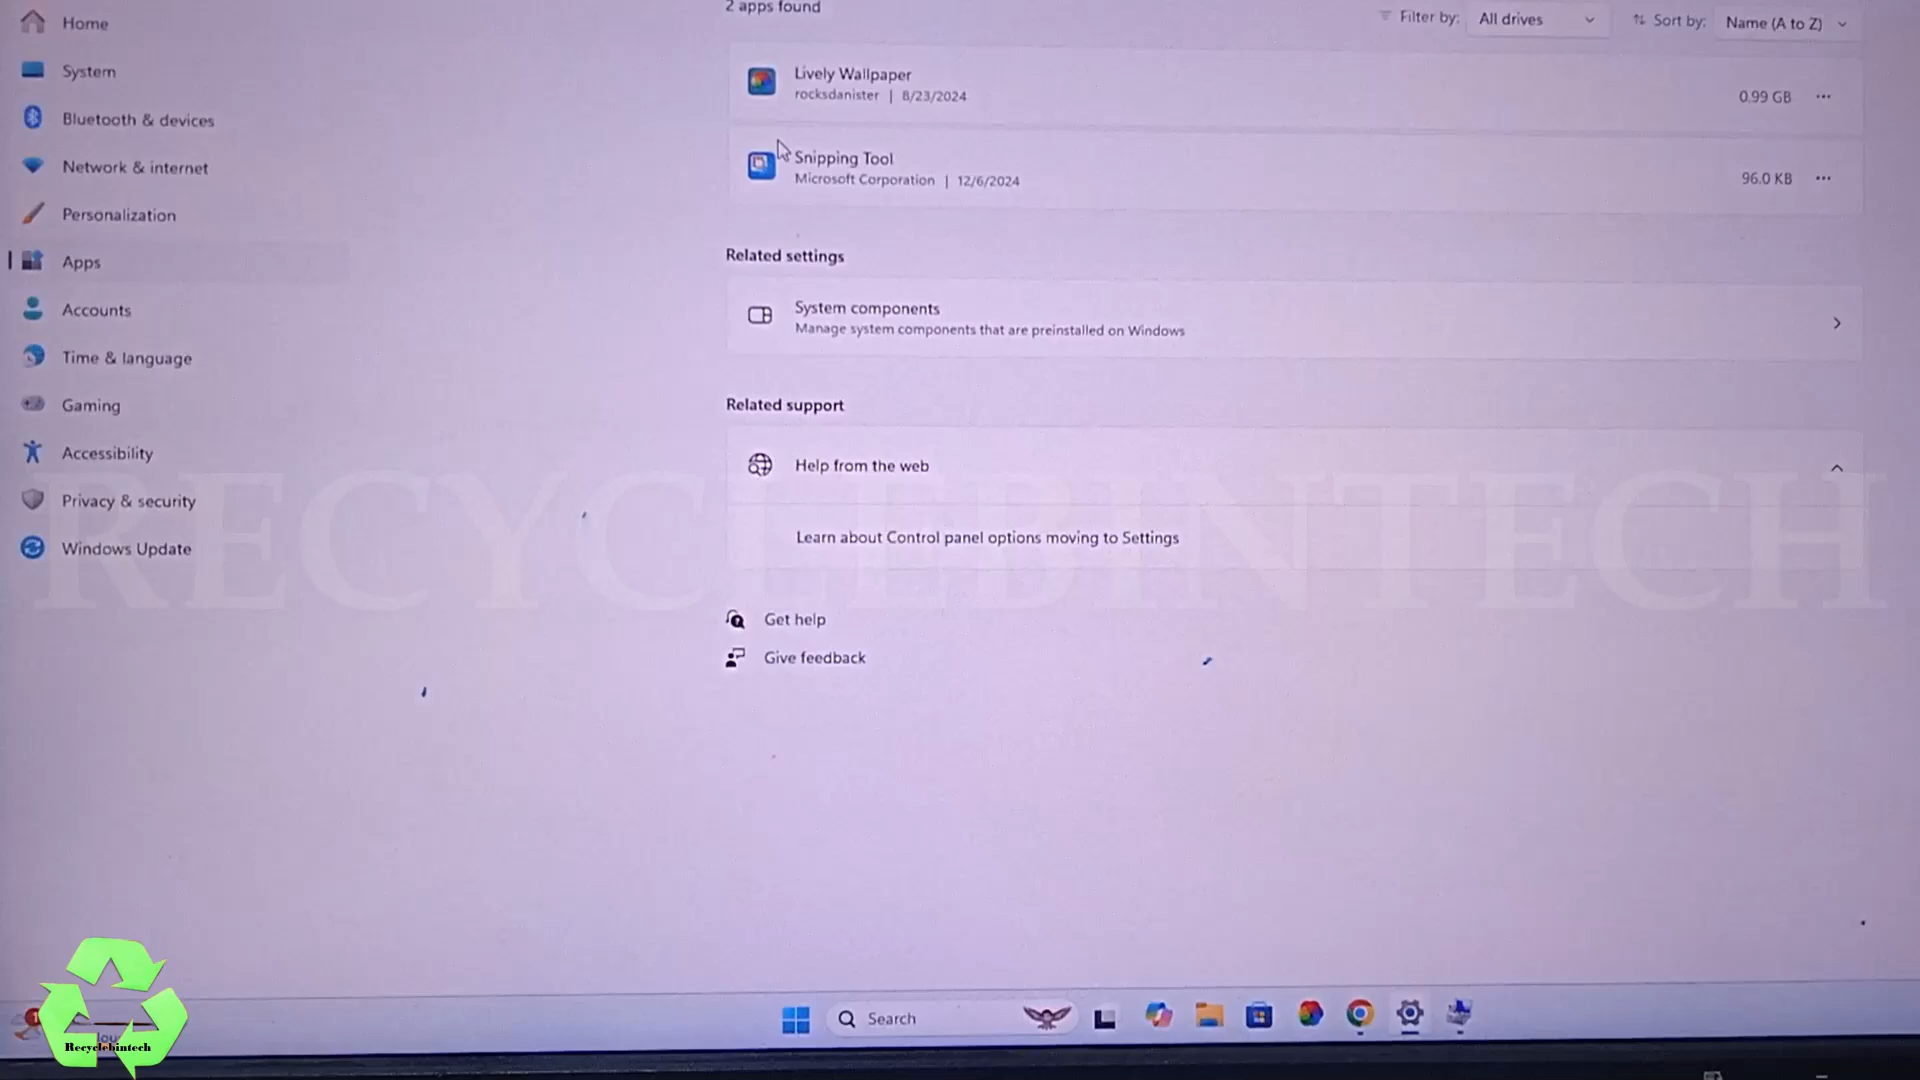 2 apps found
Filter by: All drives
Sort by: Name (A to Z)
Home
System
Bluetooth & devices
Network & internet
Personalization
Apps
Accounts
Time & language
Gaming
Accessibility
Privacy & security
Windows Update
Lively Wallpaper
rocksdanister | 8/23/2024
0.99 GB
Snipping Tool
Microsoft Corporation | 12/6/2024
96.0 KB
Related settings
System components
Manage system components that are preinstalled on Windows
Related support
Help from the web
Learn about Control panel options moving to Settings
Get help
Give feedback
RECYCLEBINTECH
Search
1
Recyclebintech